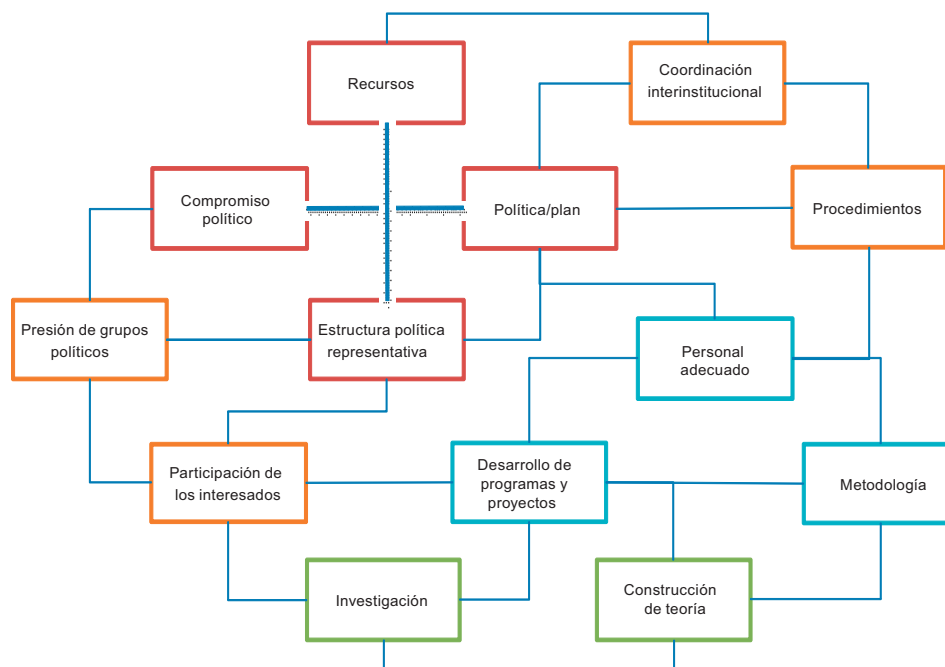 Recursos
Coordinación
interinstitucional
Compromiso
político
Política/plan
Procedimientos
Presión de grupos
políticos
Estructura política
representativa
Personal
adecuado
Participación de
los interesados
Desarrollo de
programas y
proyectos
Metodología
Investigación
Construcción
de teoría